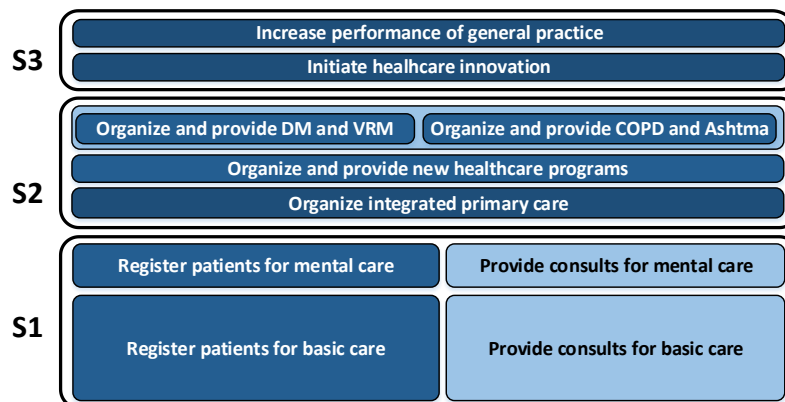 S3
Increase performance of general practice
Initiate healhcare innovation
S2
Organize and provide DM and VRM
Organize and provide COPD and Ashtma
Organize and provide new healthcare programs
Organize integrated primary care
S1
Register patients for mental care
Provide consults for mental care
Register patients for basic care
Provide consults for basic care